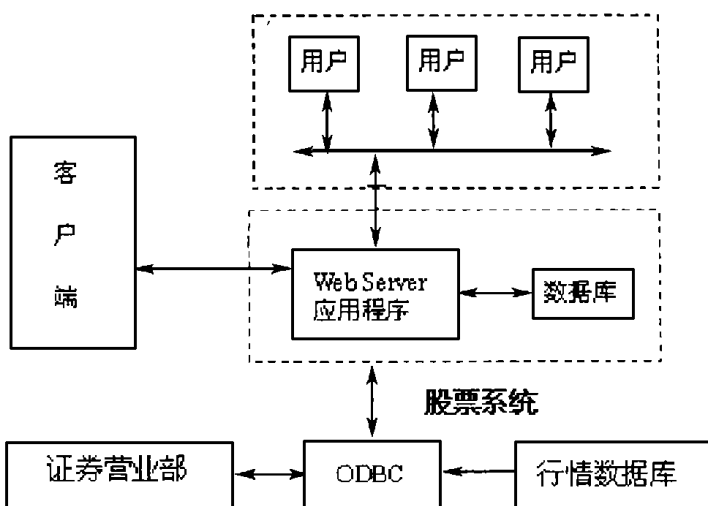 用户
用户
用户
客
户
端
Web Server
应用程序
数据库
股票系统
证券营业部
ODBC
行情数据库